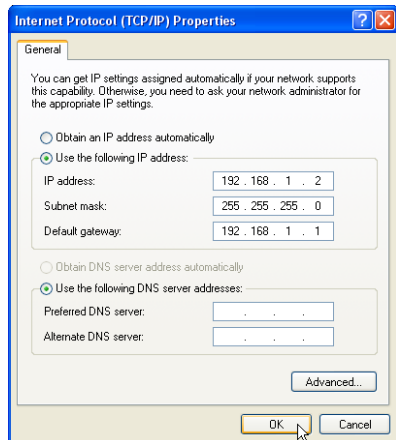 Internet Protocol (TCP/IP) Properties
General
You can get IP settings assigned automatically if your network supports
this capability. Otherwise, you need to ask your network administrator for
the appropriate IP settings.
Obtain an IP address automatically
Use the following IP address:
IP address: 192 . 168 . 1 . 2
Subnet mask: 255 . 255 . 255 . 0
Default gateway: 192 . 168 . 1 . 1
Obtain DNS server address automatically
Use the following DNS server addresses:
Preferred DNS server: . . .
Alternate DNS server: . . .
Advanced...
OK Cancel